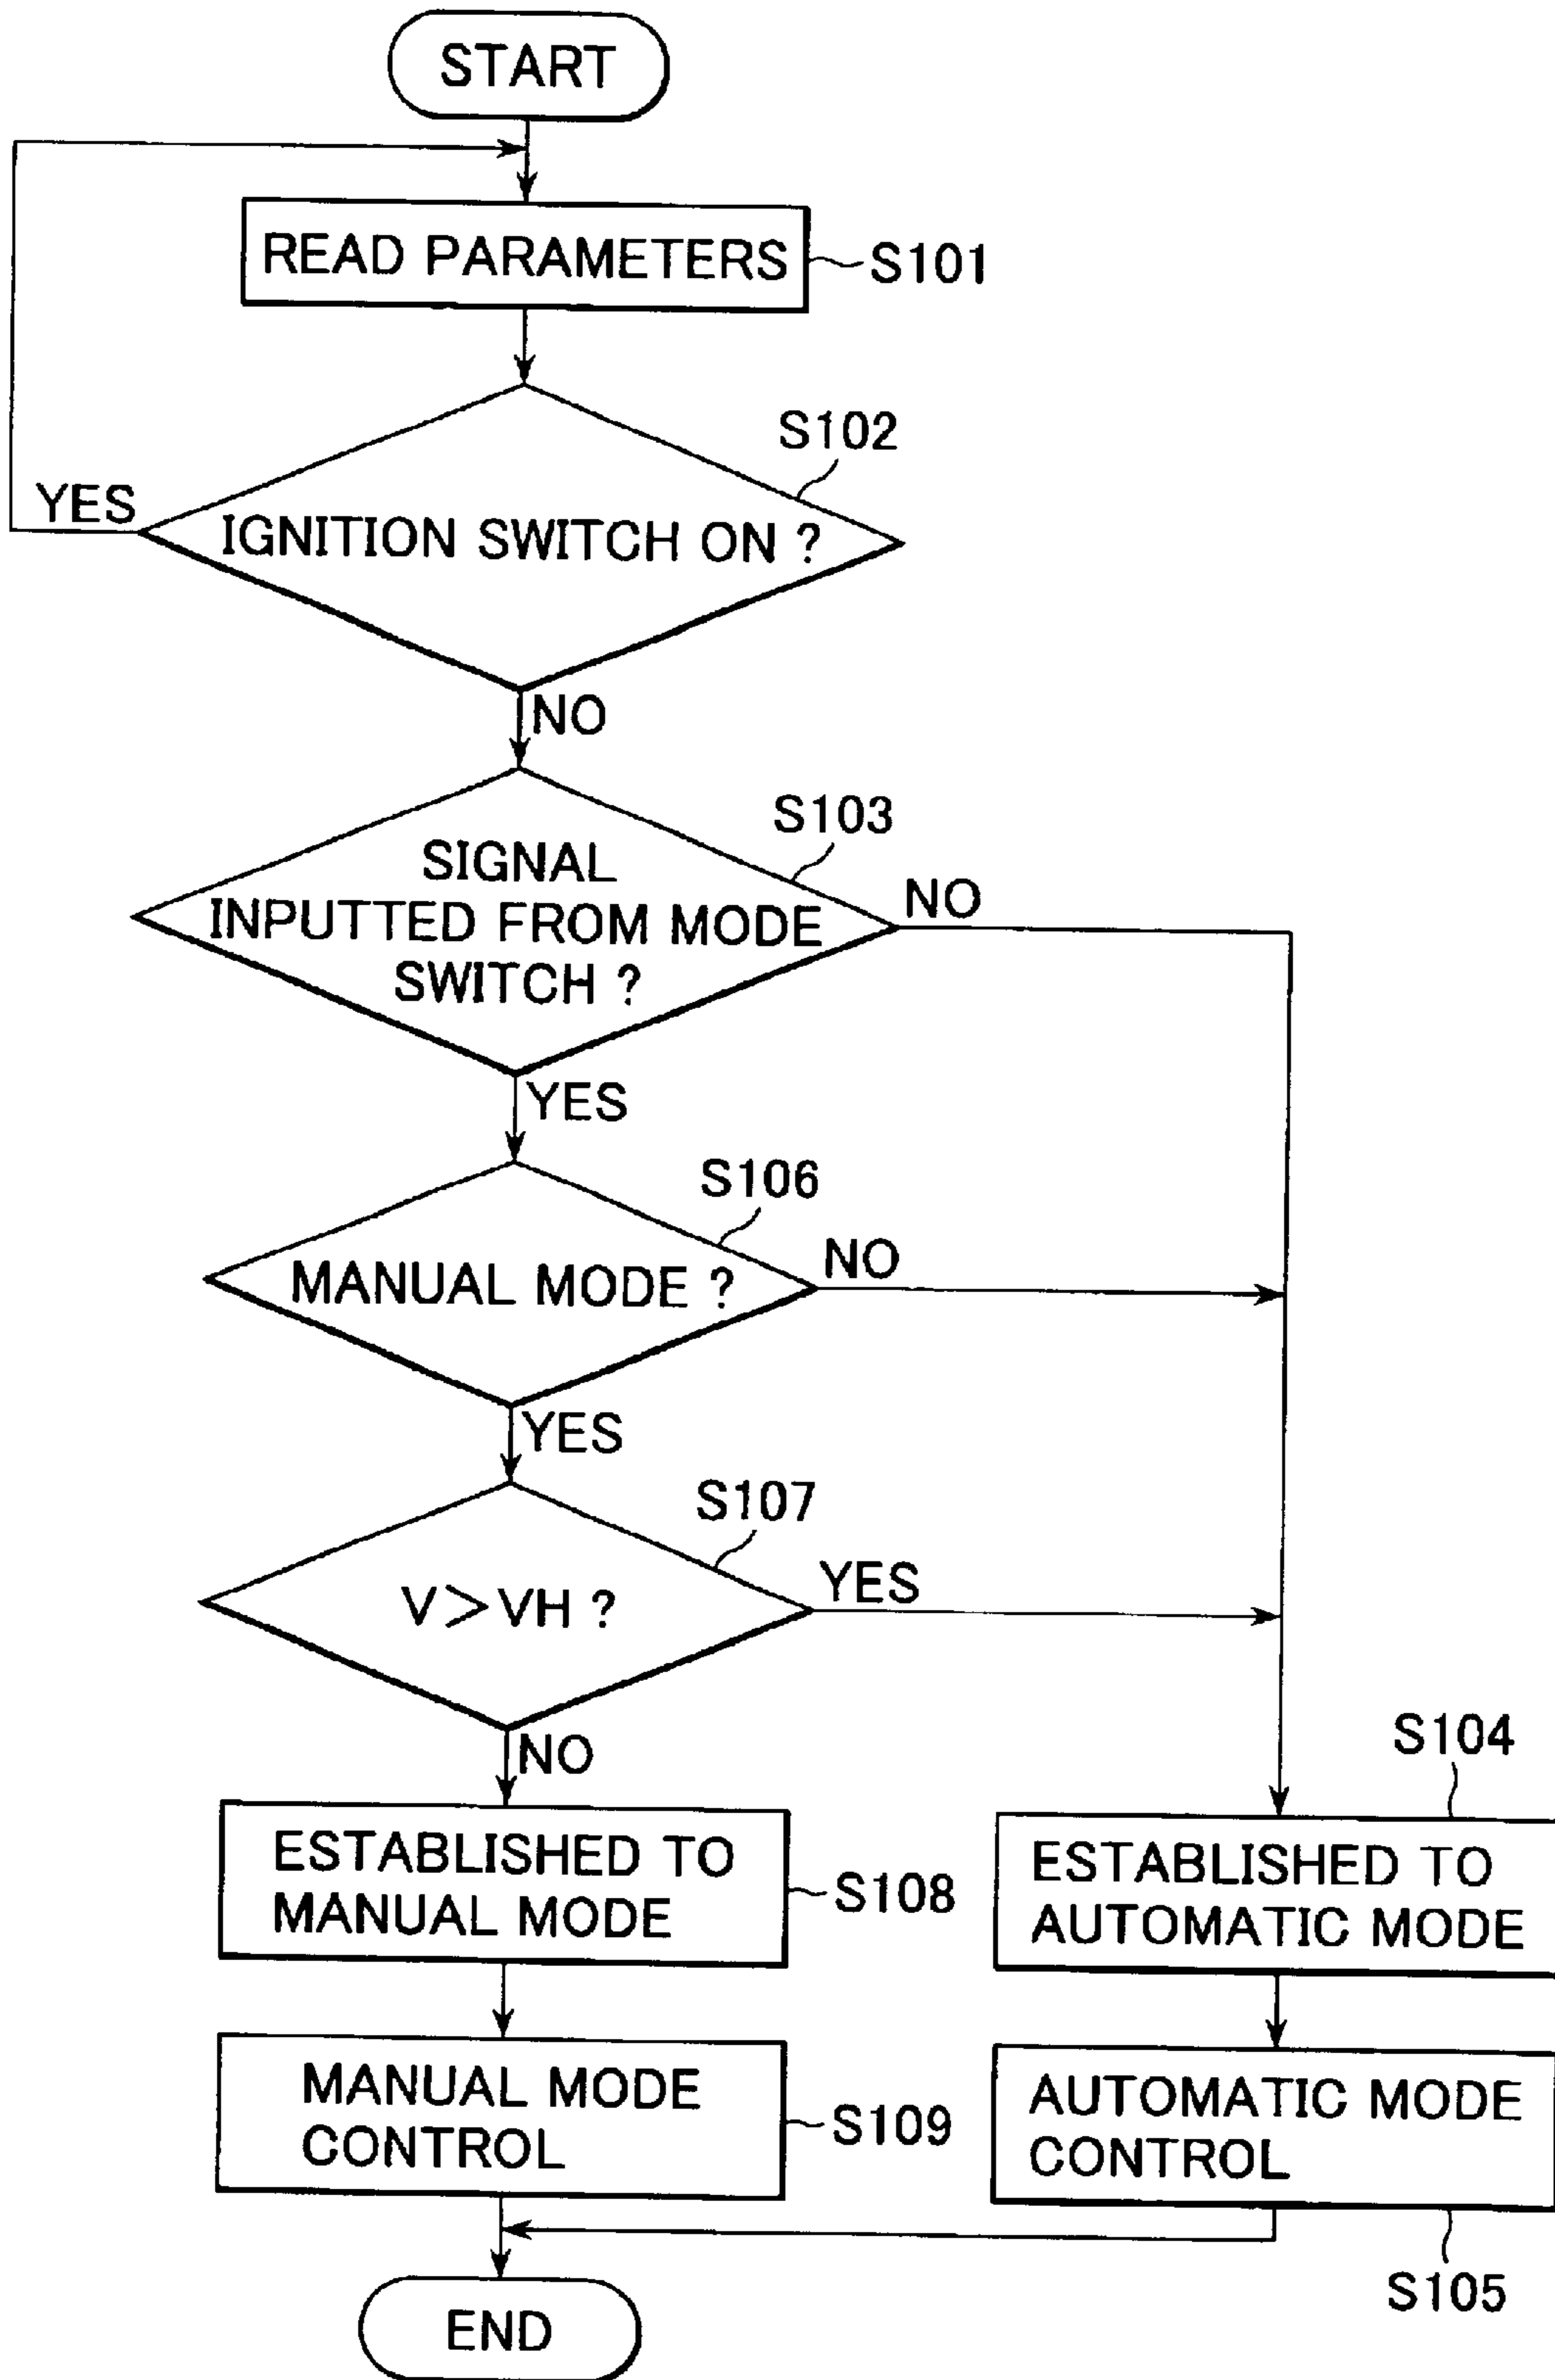 START
READ PARAMETERS
S101
S102
YES
IGNITION SWITCH ON ?
NO
S103
SIGNAL
INPUTTED FROM MODE
SWITCH ?
NO
YES
S106
MANUAL MODE ?
NO
YES
S107
V>VH ?
YES
NO
S104
ESTABLISHED TO
MANUAL MODE
S108
ESTABLISHED TO
AUTOMATIC MODE
MANUAL MODE
CONTROL
S109
AUTOMATIC MODE
CONTROL
S105
END